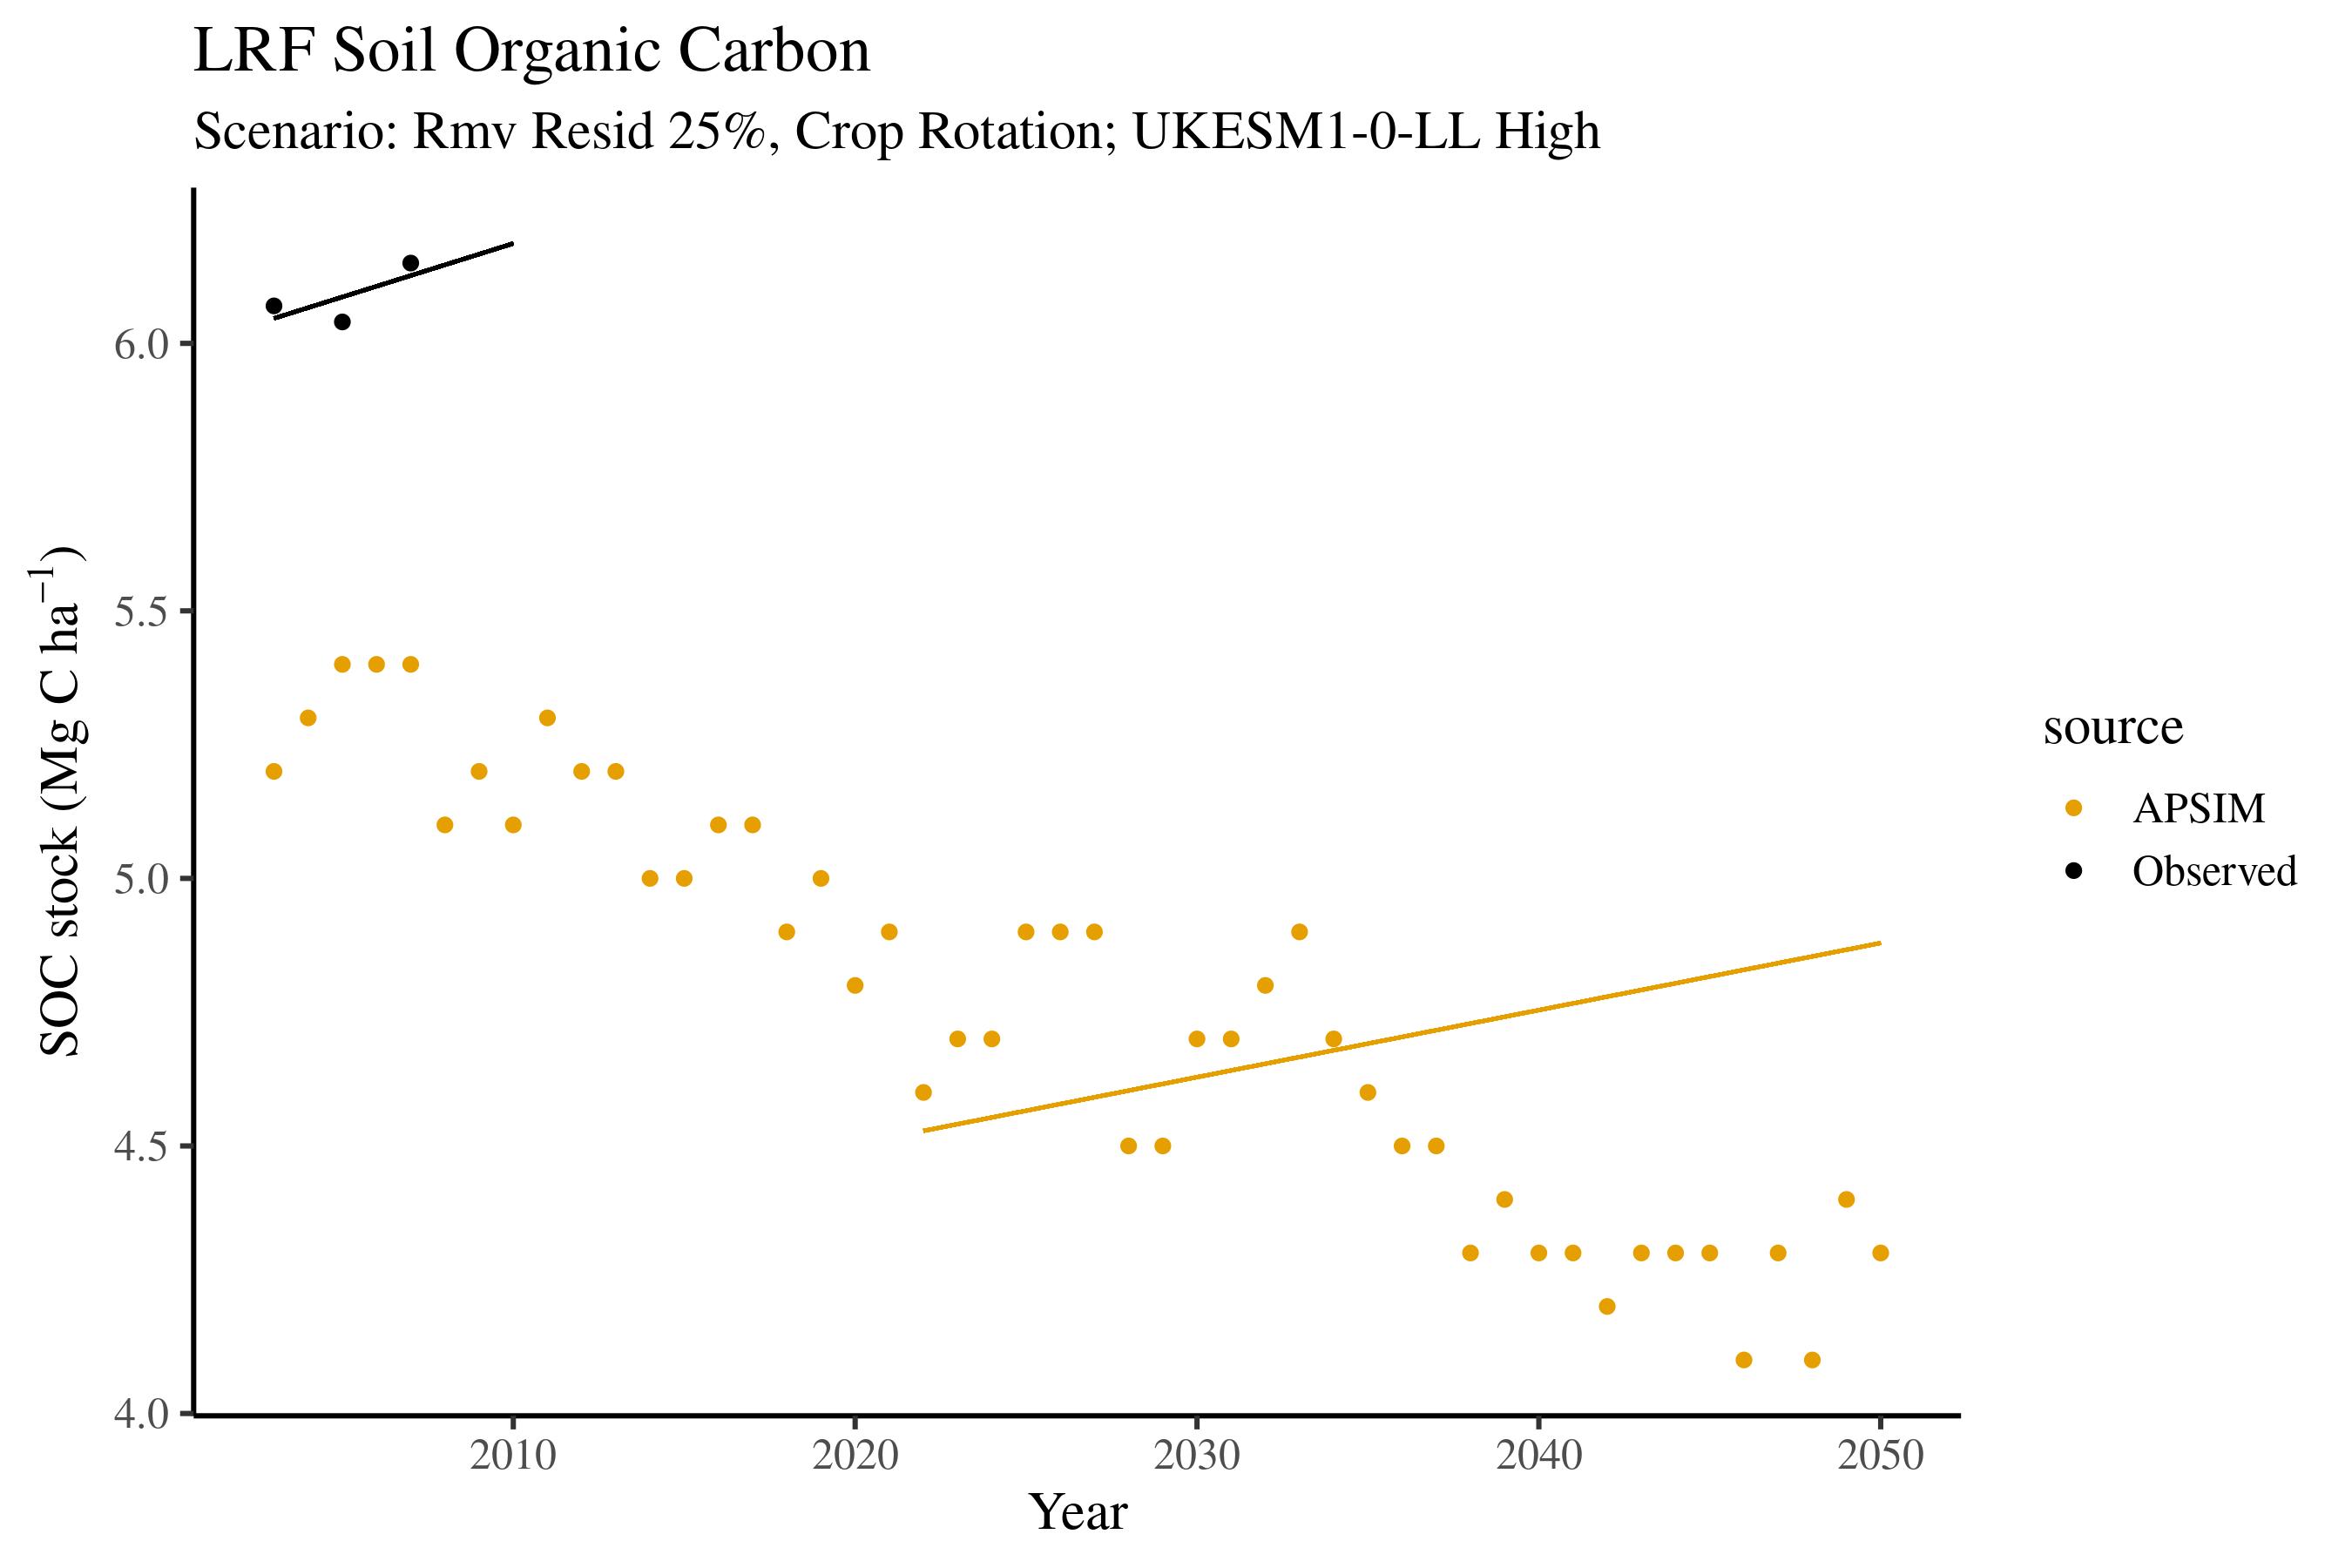 LRF Soil Organic Carbon
Scenario: Rmv Resid 25%, Crop Rotation; UKESM1-0-LL High
SOC stock (Mg C ha⁻¹)
6.0
5.5
5.0
4.5
4.0
2010 2020 2030 2040 2050
Year
source
APSIM
Observed